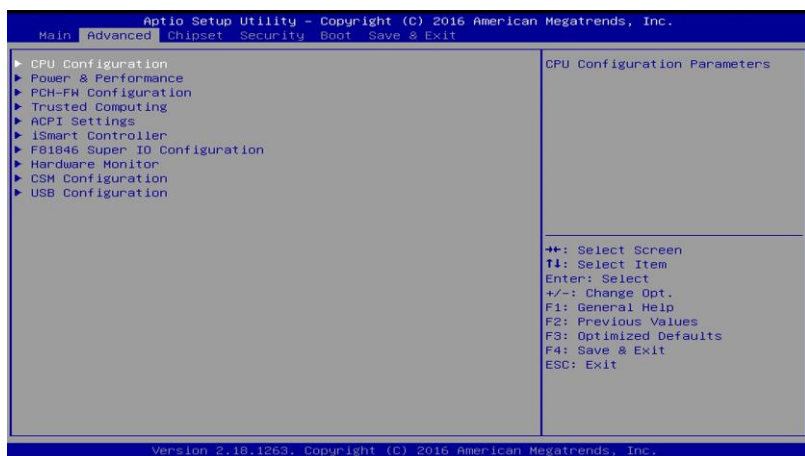 Aptio Setup Utility – Copyright (C) 2016 American Megatrends, Inc.
Main Advanced Chipset Security Boot Save & Exit
► CPU Configuration
► Power & Performance
► PCH-FW Configuration
► Trusted Computing
► ACPI Settings
► iSmart Controller
► F81846 Super IO Configuration
► Hardware Monitor
► CSM Configuration
► USB Configuration
CPU Configuration Parameters
→←: Select Screen
↑↓: Select Item
Enter: Select
+/-: Change Opt.
F1: General Help
F2: Previous Values
F3: Optimized Defaults
F4: Save & Exit
ESC: Exit
Version 2.18.1263. Copyright (C) 2016 American Megatrends, Inc.